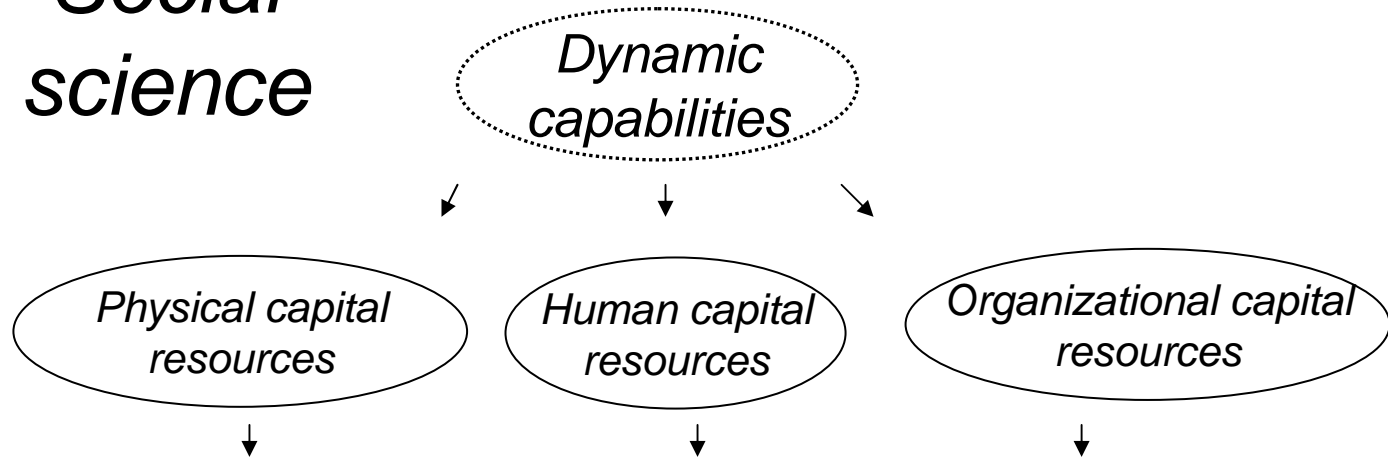 Social
science
Dynamic
capabilities
Physical capital
resources
Human capital
resources
Organizational capital
resources